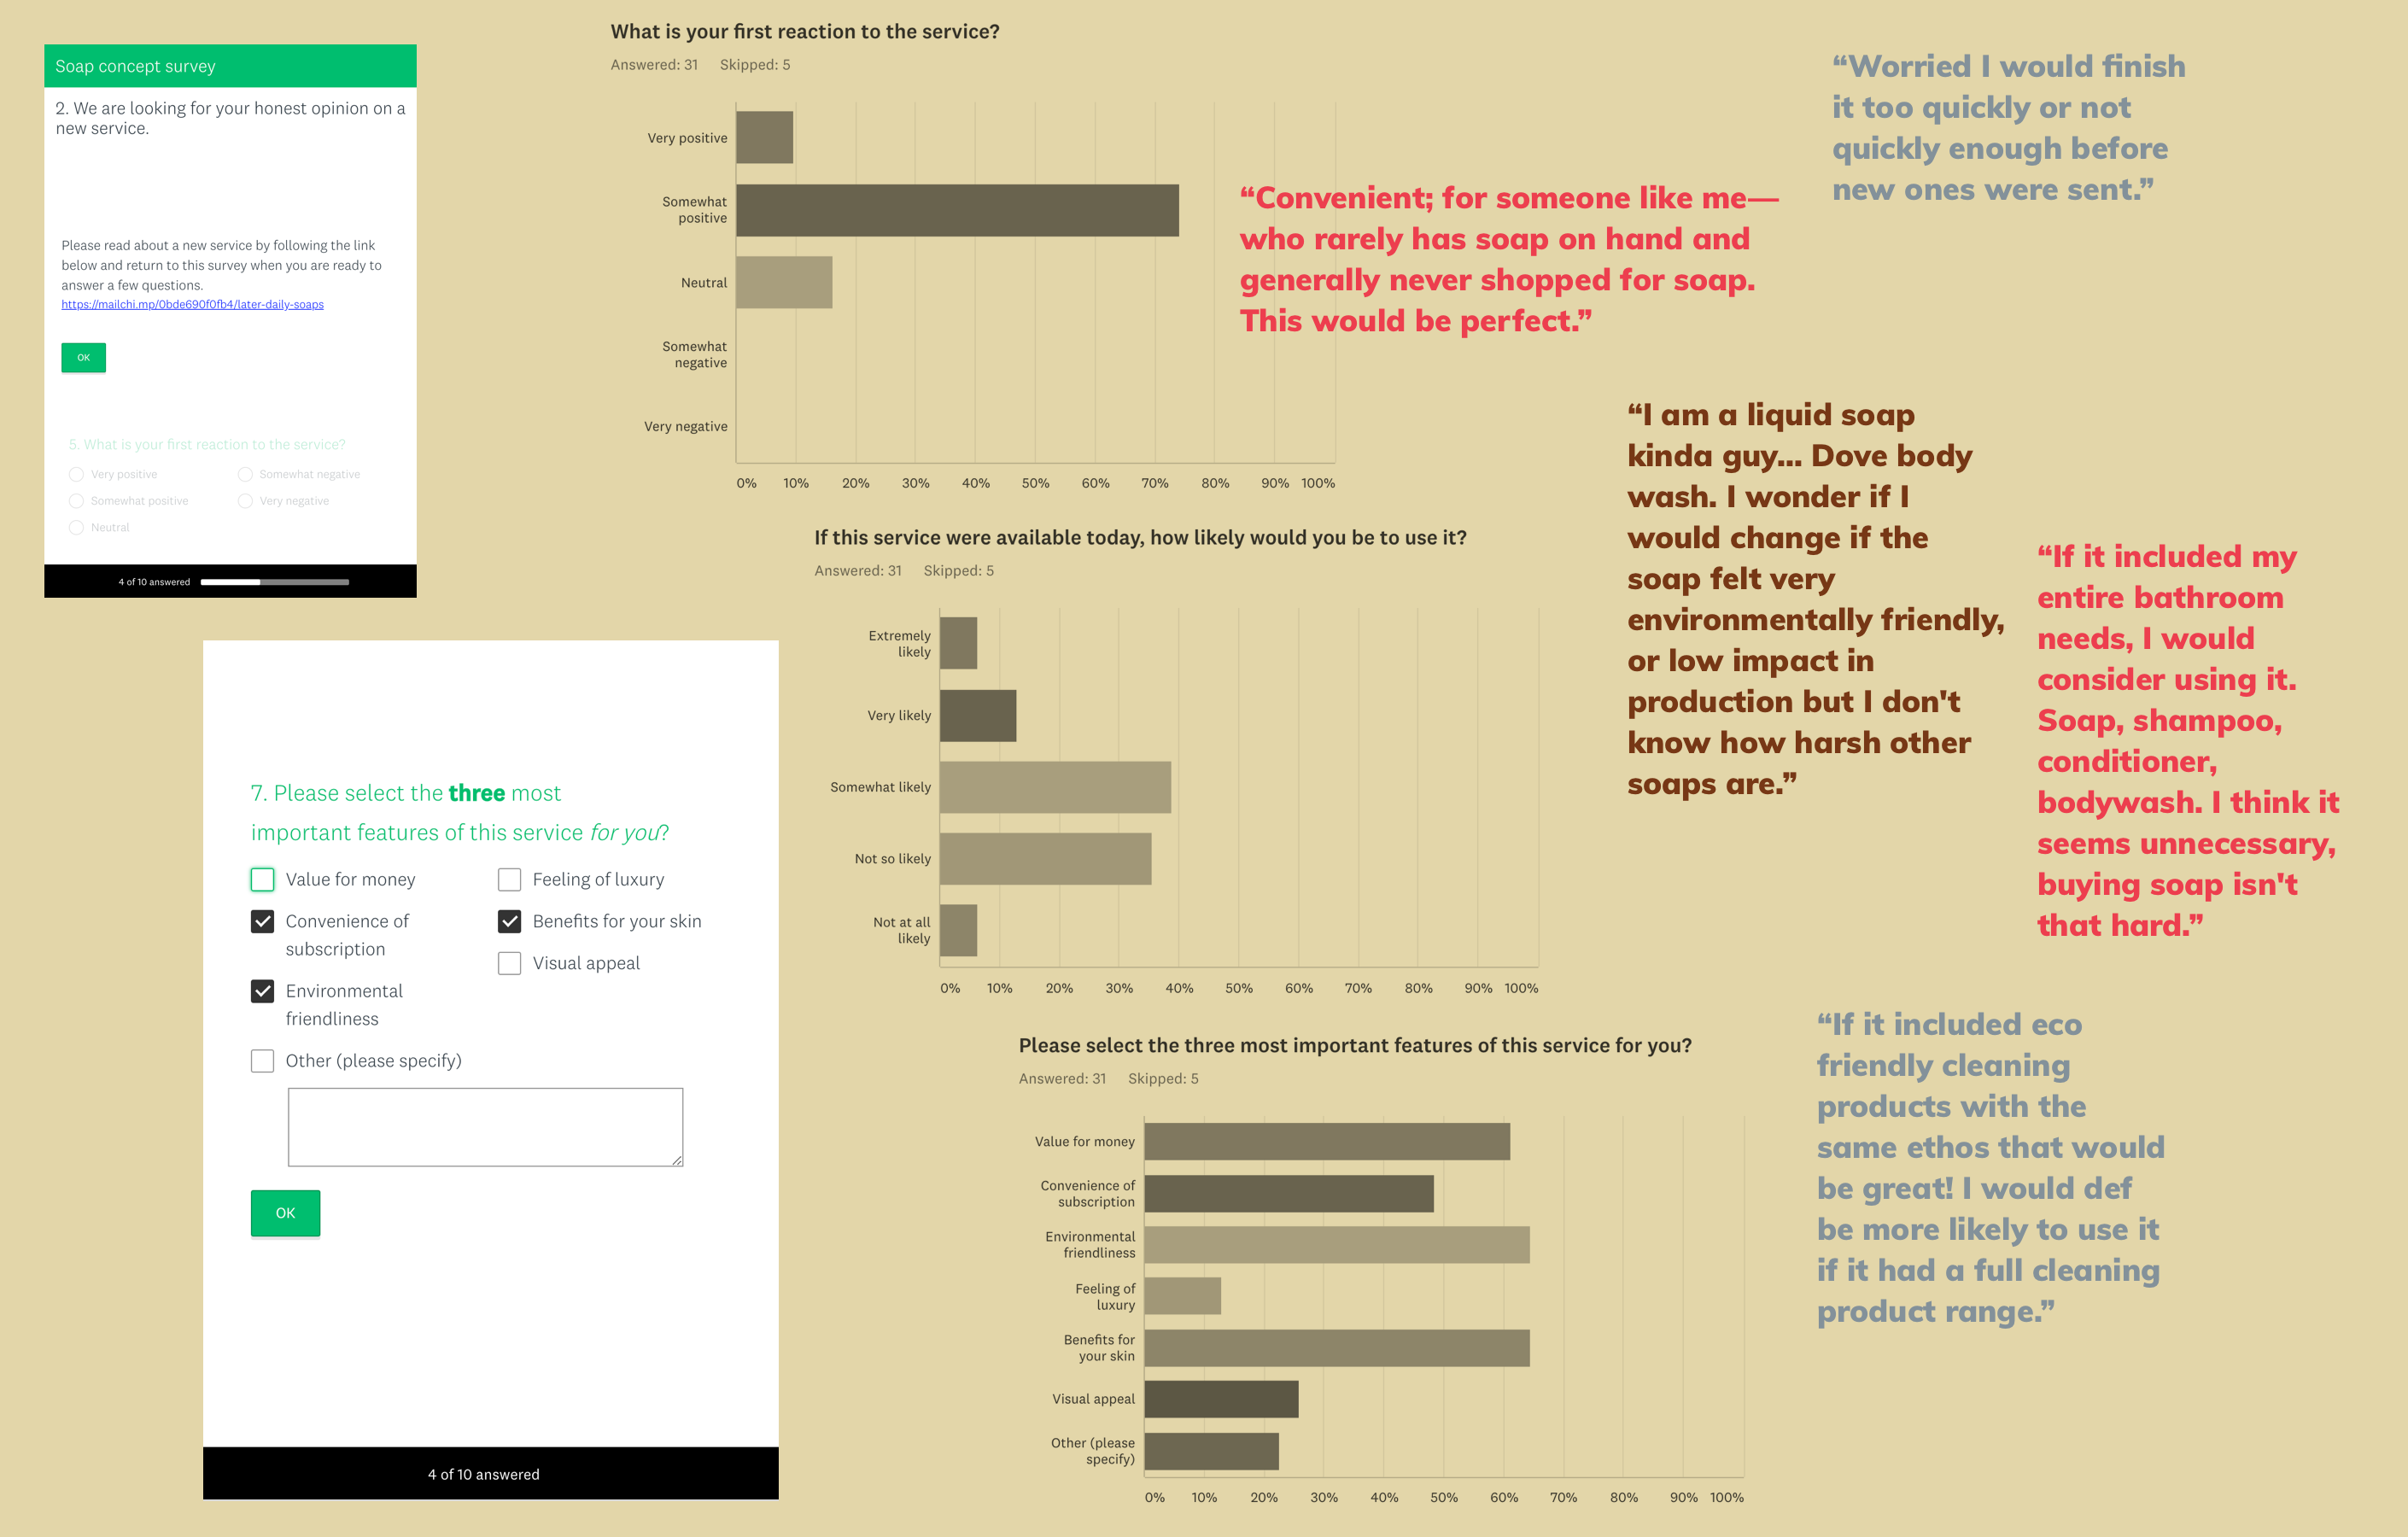 Soap concept survey
2. We are looking for your honest opinion on a
new service.
Please read about a new service by following the link
below and return to this survey when you are ready to
answer a few questions.
https://mailchi.mp/0bde690f0fb4/later-daily-soaps
OK
5. What is your first reaction to the service?
Very positive
Somewhat negative
Somewhat positive
Very negative
Neutral
4 of 10 answered
What is your first reaction to the service?
Answered: 31 Skipped: 5
Very positive
Somewhat
positive
Neutral
Somewhat
negative
Very negative
0% 10% 20% 30% 40% 50% 60% 70% 80% 90% 100%
“Convenient; for someone like me—
who rarely has soap on hand and
generally never shopped for soap.
This would be perfect.”
“Worried I would finish
it too quickly or not
quickly enough before
new ones were sent.”
7. Please select the three most
important features of this service for you?
Value for money
Feeling of luxury
Convenience of
subscription
Benefits for your skin
Visual appeal
Environmental
friendliness
Other (please specify)
OK
4 of 10 answered
If this service were available today, how likely would you be to use it?
Answered: 31 Skipped: 5
Extremely
likely
Very likely
Somewhat likely
Not so likely
Not at all
likely
0% 10% 20% 30% 40% 50% 60% 70% 80% 90% 100%
“I am a liquid soap
kinda guy... Dove body
wash. I wonder if I
would change if the
soap felt very
environmentally friendly,
or low impact in
production but I don't
know how harsh other
soaps are.”
“If it included my
entire bathroom
needs, I would
consider using it.
Soap, shampoo,
conditioner,
bodywash. I think it
seems unnecessary,
buying soap isn't
that hard.”
Please select the three most important features of this service for you?
Answered: 31 Skipped: 5
Value for money
Convenience of
subscription
Environmental
friendliness
Feeling of
luxury
Benefits for
your skin
Visual appeal
Other (please
specify)
0% 10% 20% 30% 40% 50% 60% 70% 80% 90% 100%
“If it included eco
friendly cleaning
products with the
same ethos that would
be great! I would def
be more likely to use it
if it had a full cleaning
product range.”